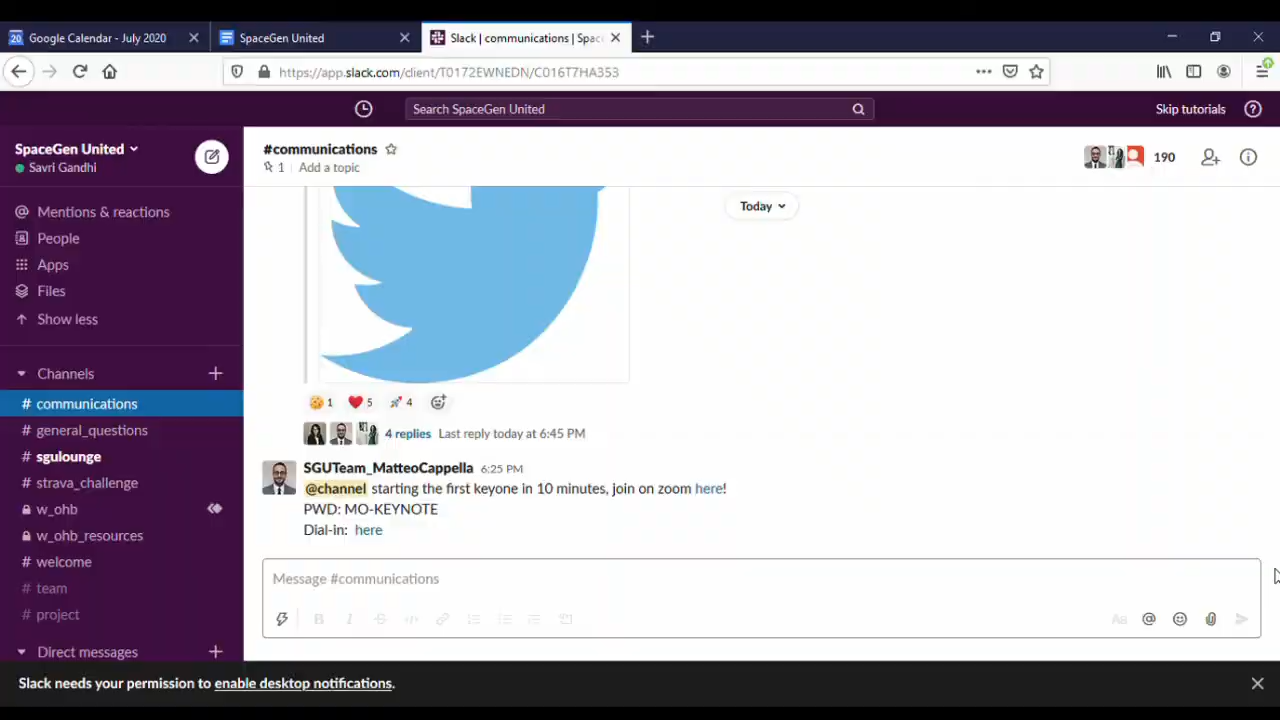 20 Google Calendar - July 2020
SpaceGen United
Slack | communications | Spac
https://app.slack.com/client/T0172EWNEDN/C016T7HA353
Search SpaceGen United
Skip tutorials
SpaceGen United
Savri Gandhi
Mentions & reactions
People
Apps
Files
Show less
Channels
# communications
# general_questions
# sgulounge
# strava_challenge
w_ohb
w_ohb_resources
# welcome
# team
# project
Direct messages
#communications
1 Add a topic
190
Today
1 5 4
4 replies Last reply today at 6:45 PM
SGUTeam_MatteoCappella 6:25 PM
@channel starting the first keyone in 10 minutes, join on zoom here!
PWD: MO-KEYNOTE
Dial-in: here
Message #communications
Aa
Slack needs your permission to enable desktop notifications.